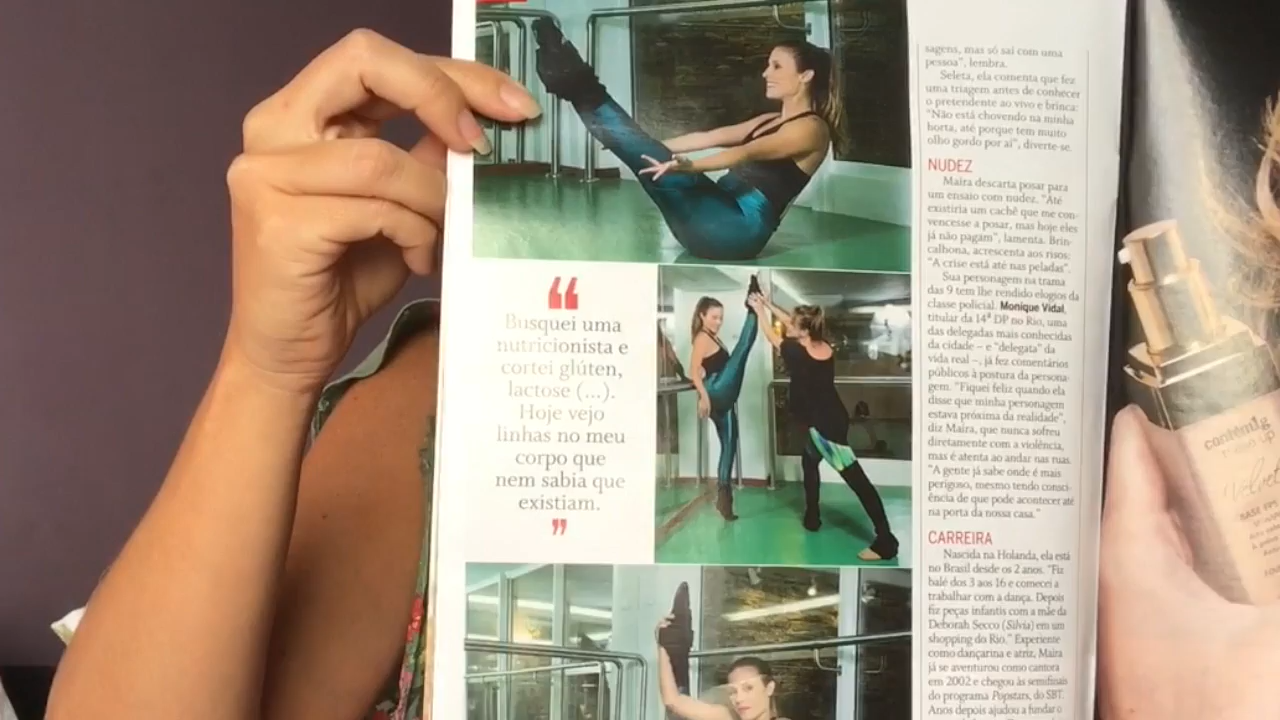 ❝
Busquei uma
nutricionista e
cortei glúten,
lactose (...).
Hoje vejo
linhas no meu
corpo que
nem sabia que
existiam.
❞
sagens, mas só saí com uma
pessoa", lembra.
Seleta, ela comenta que fez
uma triagem antes de conhecer
o pretendente ao vivo e brinca:
"Não está chovendo na minha
horta, até porque tem muito
olho gordo por aí", diverte-se.
NUDEZ
Maira descarta posar para
um ensaio com nudez. "Até
existiria um cachê que me con-
vencesse a posar, mas hoje eles
já não pagam", lamenta. Brin-
calhona, acrescenta aos risos:
"A crise está até nas peladas".
Sua personagem na trama
das 9 tem lhe rendido elogios da
classe policial. Monique Vidal,
titular da 14ª DP no Rio, uma
das delegadas mais conhecidas
da cidade – e "delegata" da
vida real –, já fez comentários
públicos à postura da persona-
gem. "Fiquei feliz quando ela
disse que minha personagem
estava próxima da realidade",
diz Maira, que nunca sofreu
diretamente com a violência,
mas é atenta ao andar nas ruas.
"A gente já sabe onde é mais
perigoso, mesmo tendo consci-
ência de que pode acontecer até
na porta da nossa casa."
CARREIRA
Nascida na Holanda, ela está
no Brasil desde os 2 anos. "Fiz
balé dos 3 aos 16 e comecei a
trabalhar com a dança. Depois
fiz peças infantis com a mãe da
Deborah Secco (Silvia) em um
shopping do Rio." Experiente
como dançarina e atriz, Maira
já se aventurou como cantora
em 2002 e chegou às semifinais
do programa Popstars, do SBT.
Anos depois ajudou a fundar o
contém1g
Velvet
BASE FPS